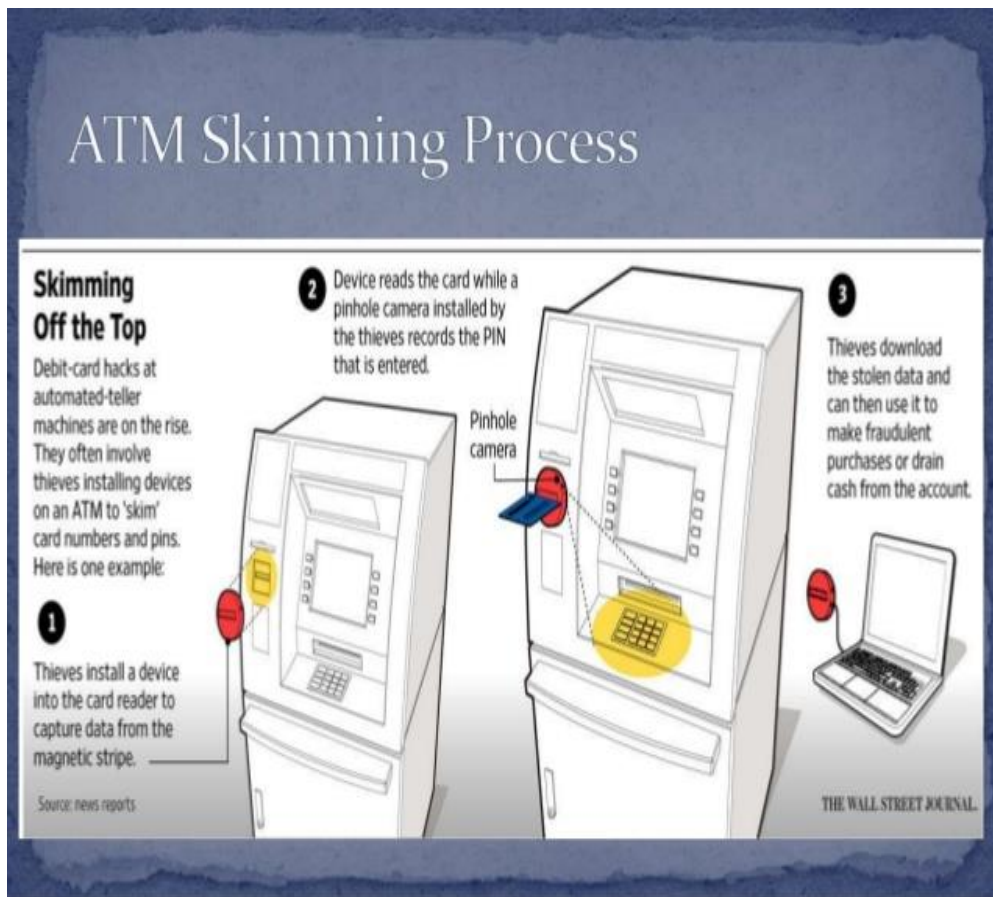 ATM Skimming Process
Skimming
Off the Top
Debit-card hacks at
automated-teller
machines are on the rise.
They often involve
thieves installing devices
on an ATM to 'skim'
card numbers and pins.
Here is one example:
1
Thieves install a device
into the card reader to
capture data from the
magnetic stripe.
Source: news reports
2
Device reads the card while a
pinhole camera installed by
the thieves records the PIN
that is entered.
Pinhole
camera
3
Thieves download
the stolen data and
can then use it to
make fraudulent
purchases or drain
cash from the account.
THE WALL STREET JOURNAL.